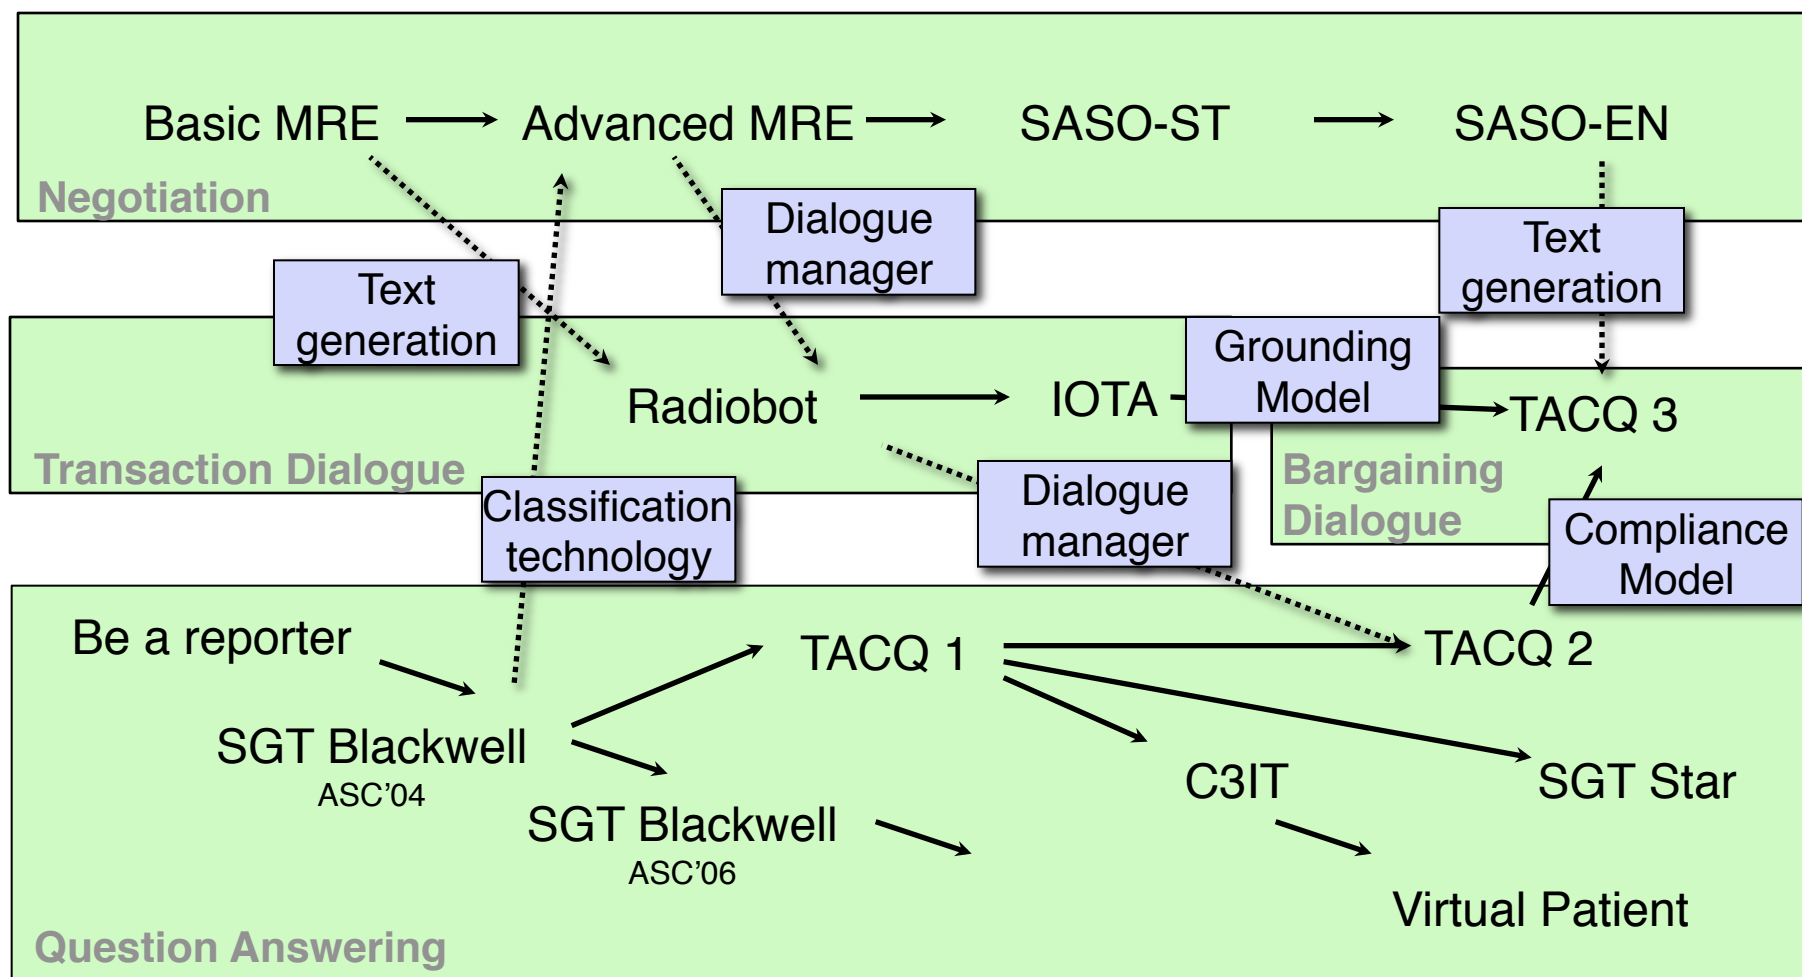 Basic MRE
Advanced MRE
SASO-ST
SASO-EN
Negotiation
Dialogue
manager
Text
generation
Text
generation
Grounding
Model
Radiobot
IOTA
TACQ 3
Transaction Dialogue
Bargaining
Dialogue
Classification
technology
Dialogue
manager
Compliance
Model
Be a reporter
TACQ 1
TACQ 2
SGT Blackwell
ASC'04
C3IT
SGT Star
SGT Blackwell
ASC'06
Virtual Patient
Question Answering